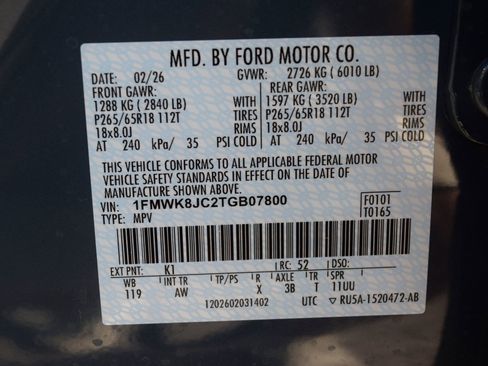 MFD. BY FORD MOTOR CO.
DATE: 02/26 GVWR: 2726 KG ( 6010 LB)
FRONT GAWR: REAR GAWR:
1288 KG ( 2840 LB) WITH 1597 KG ( 3520 LB) WITH
P265/65R18 112T TIRES P265/65R18 112T TIRES
18x8.0J RIMS 18x8.0J RIMS
AT 240 kPa/ 35 PSI COLD AT 240 kPa/ 35 PSI COLD
THIS VEHICLE CONFORMS TO ALL APPLICABLE FEDERAL MOTOR
VEHICLE SAFETY STANDARDS IN EFFECT ON THE DATE OF
MANUFACTURE SHOWN ABOVE.
VIN: 1FMWK8JC2TGB07800 F0101
TYPE: MPV T0165
EXT PNT: K1 RC: 52 DSO:
WB INT TR TP/PS R AXLE T SPR
119 AW X 3B T 11UU
1202602031402 UTC ▽ RU5A-1520472-AB